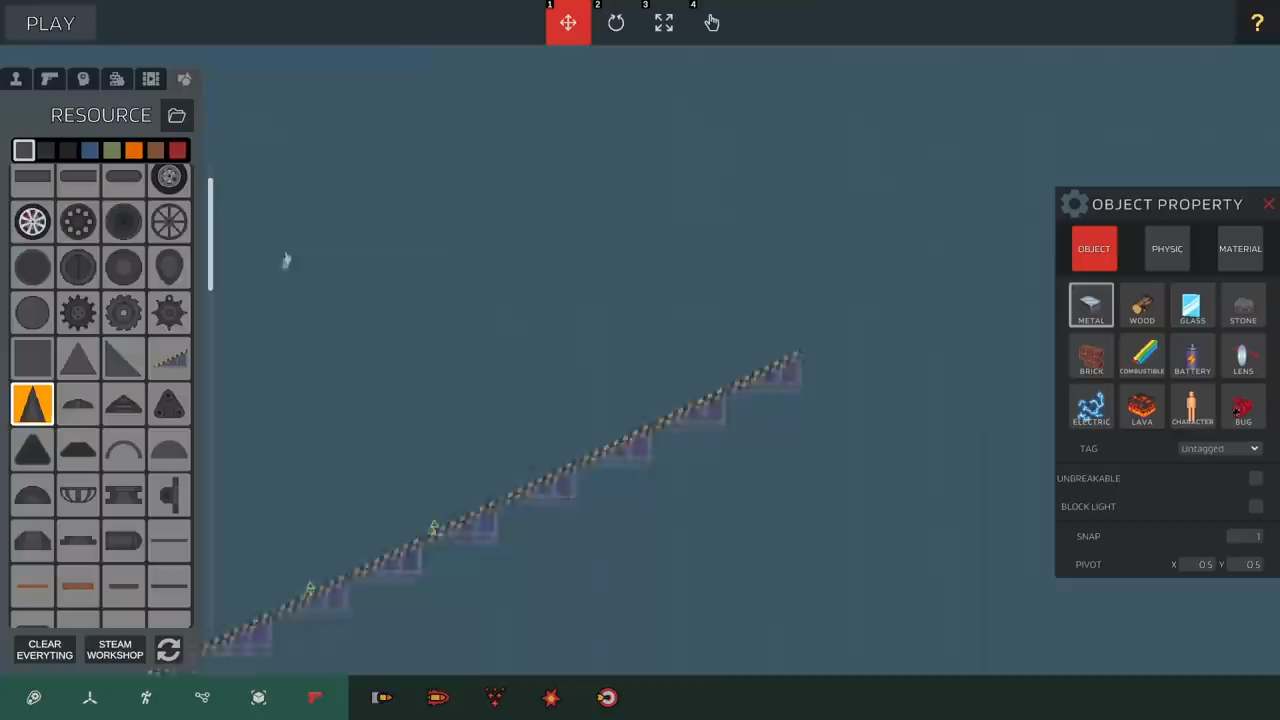 PLAY
1
2
3
4
?
RESOURCE
OBJECT PROPERTY
OBJECT
PHYSIC
MATERIAL
METAL
WOOD
GLASS
STONE
BRICK
COMBUSTIBLE
BATTERY
LENS
ELECTRIC
LAVA
CHARACTER
BUG
TAG Untagged
UNBREAKABLE
BLOCK LIGHT
SNAP 1
PIVOT X 0.5 Y 0.5
CLEAR
EVERYTING
STEAM
WORKSHOP